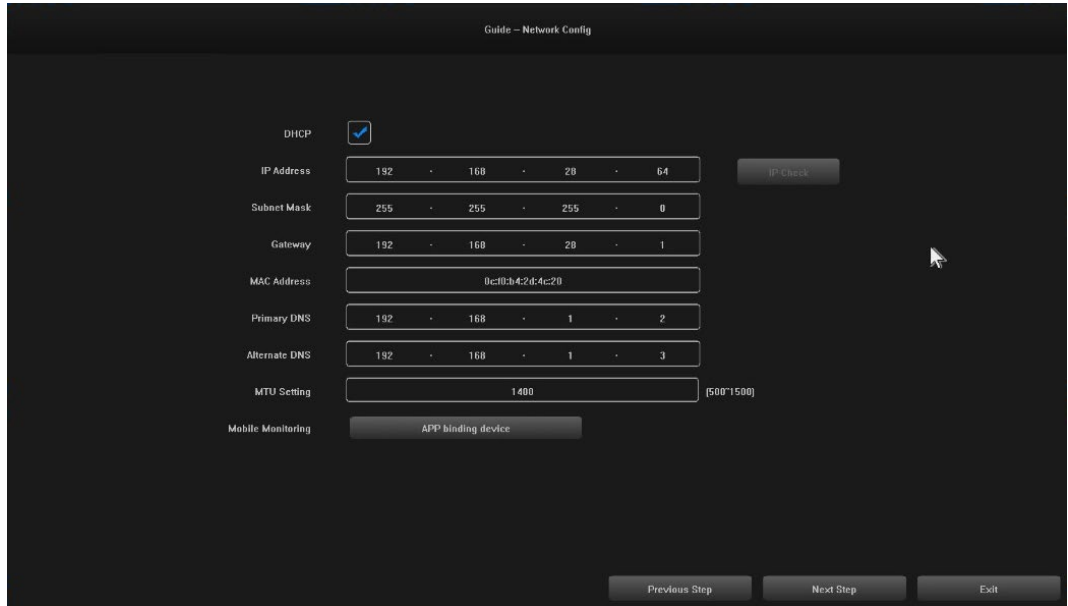 Guide – Network Config
DHCP
IP Address 192 · 168 · 28 · 64 IP Check
Subnet Mask 255 · 255 · 255 · 0
Gateway 192 · 168 · 28 · 1
MAC Address 0c:f0:b4:2d:4c:20
Primary DNS 192 · 168 · 1 · 2
Alternate DNS 192 · 168 · 1 · 3
MTU Setting 1400 [500~1500]
Mobile Monitoring APP binding device
Previous Step Next Step Exit